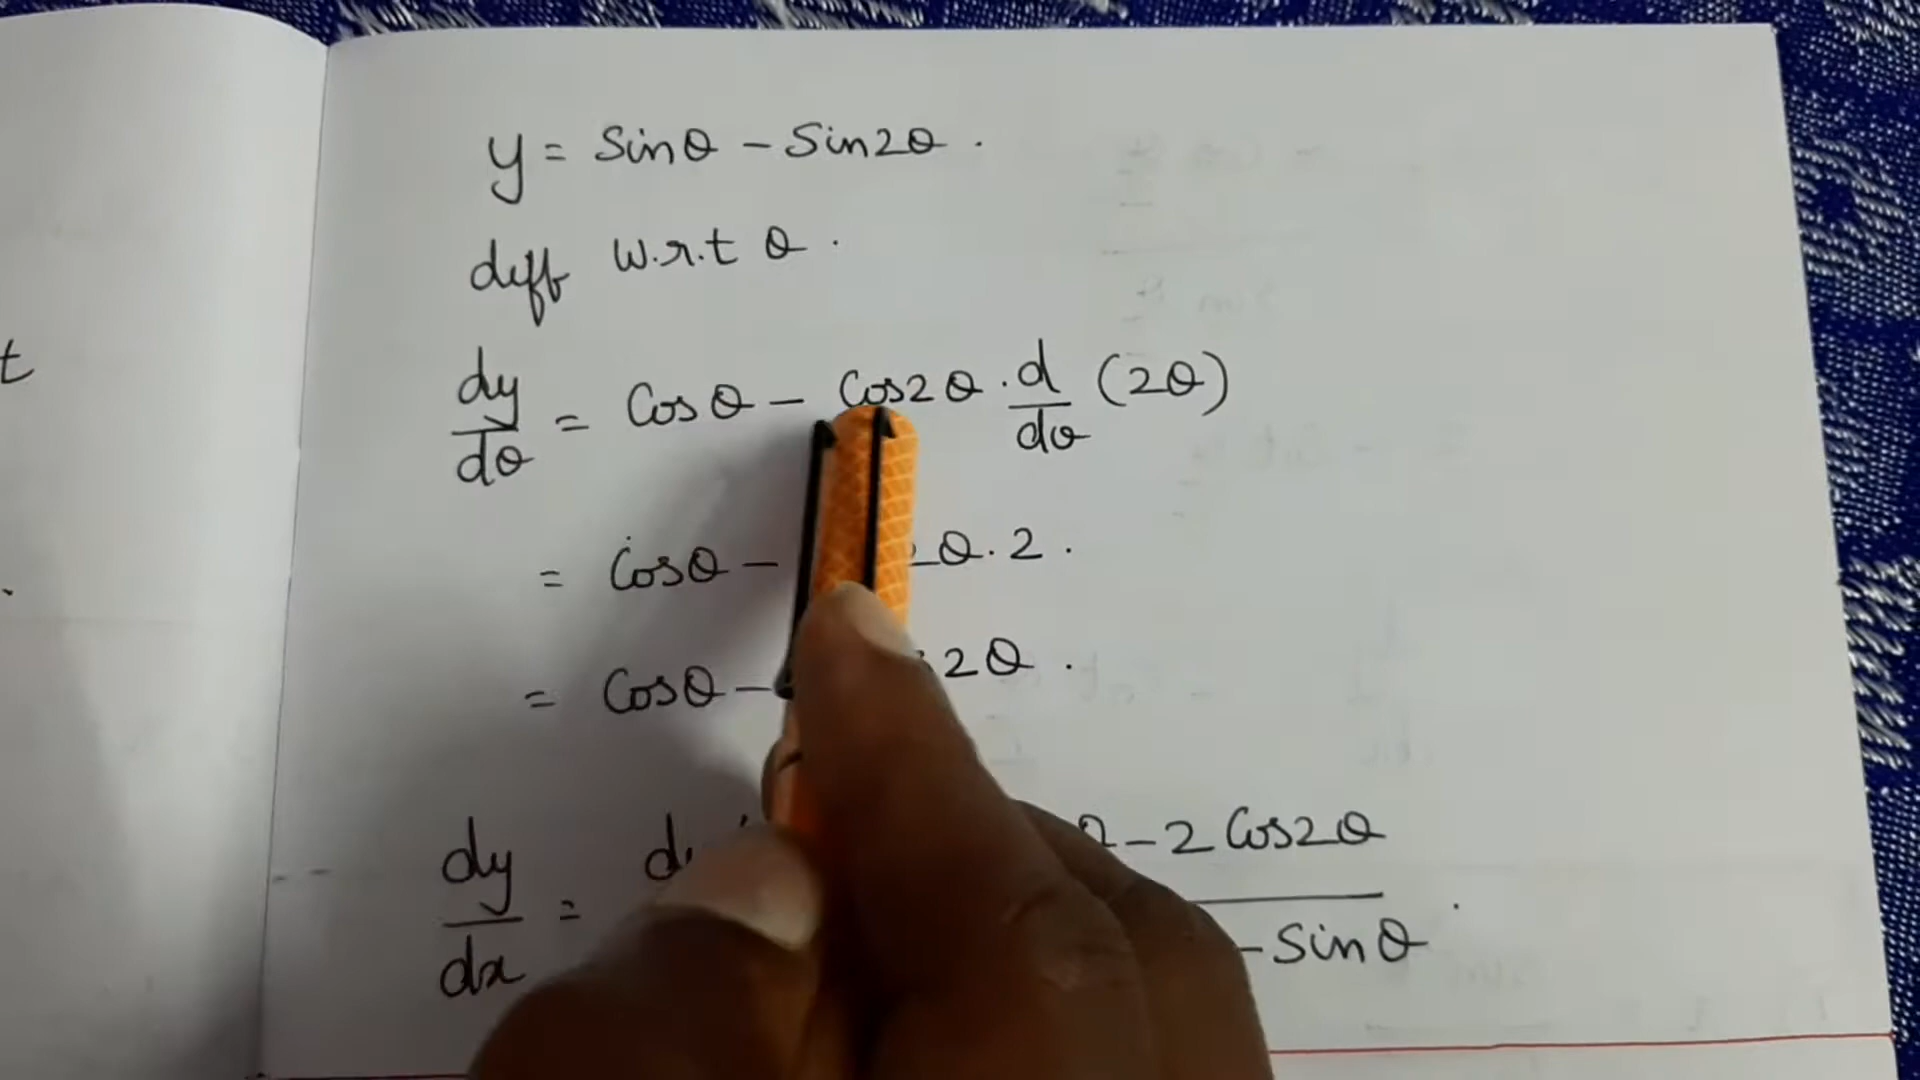 t
y = Sinθ - Sin2θ .
diff w.r.t θ .
dy/dθ = Cosθ - Cos2θ . d/dθ (2θ)
= Cosθ - θ . 2 .
= Cosθ - 2θ .
dy/dx = θ - 2 Cos2θ / - Sinθ .